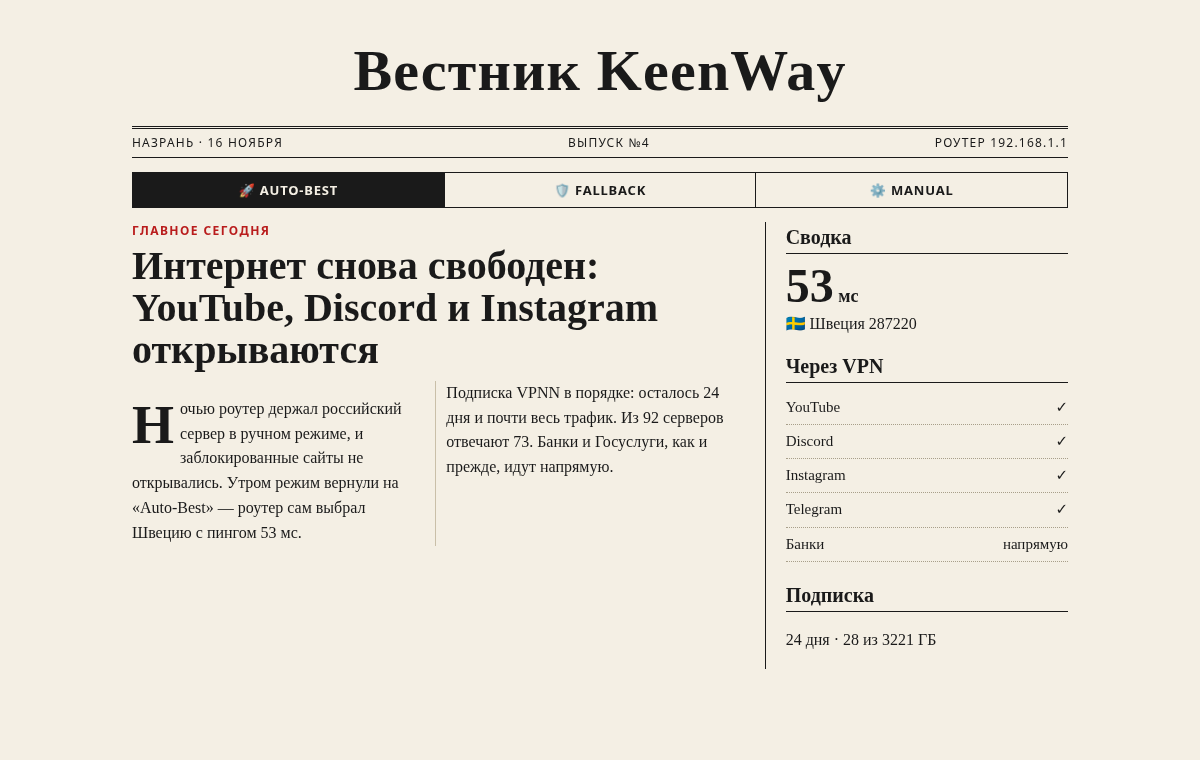 Вестник KeenWay
НАЗРАНЬ · 16 НОЯБРЯ
ВЫПУСК №4
РОУТЕР 192.168.1.1
🚀 AUTO-BEST
🛡️ FALLBACK
⚙️ MANUAL
ГЛАВНОЕ СЕГОДНЯ
Интернет снова свободен:
YouTube, Discord и Instagram
открываются
Ночью роутер держал российский
сервер в ручном режиме, и
заблокированные сайты не
открывались. Утром режим вернули на
«Auto-Best» — роутер сам выбрал
Швецию с пингом 53 мс.
Подписка VPNN в порядке: осталось 24
дня и почти весь трафик. Из 92 серверов
отвечают 73. Банки и Госуслуги, как и
прежде, идут напрямую.
Сводка
53 мс
🇸🇪 Швеция 287220
Через VPN
YouTube ✓
Discord ✓
Instagram ✓
Telegram ✓
Банки напрямую
Подписка
24 дня · 28 из 3221 ГБ